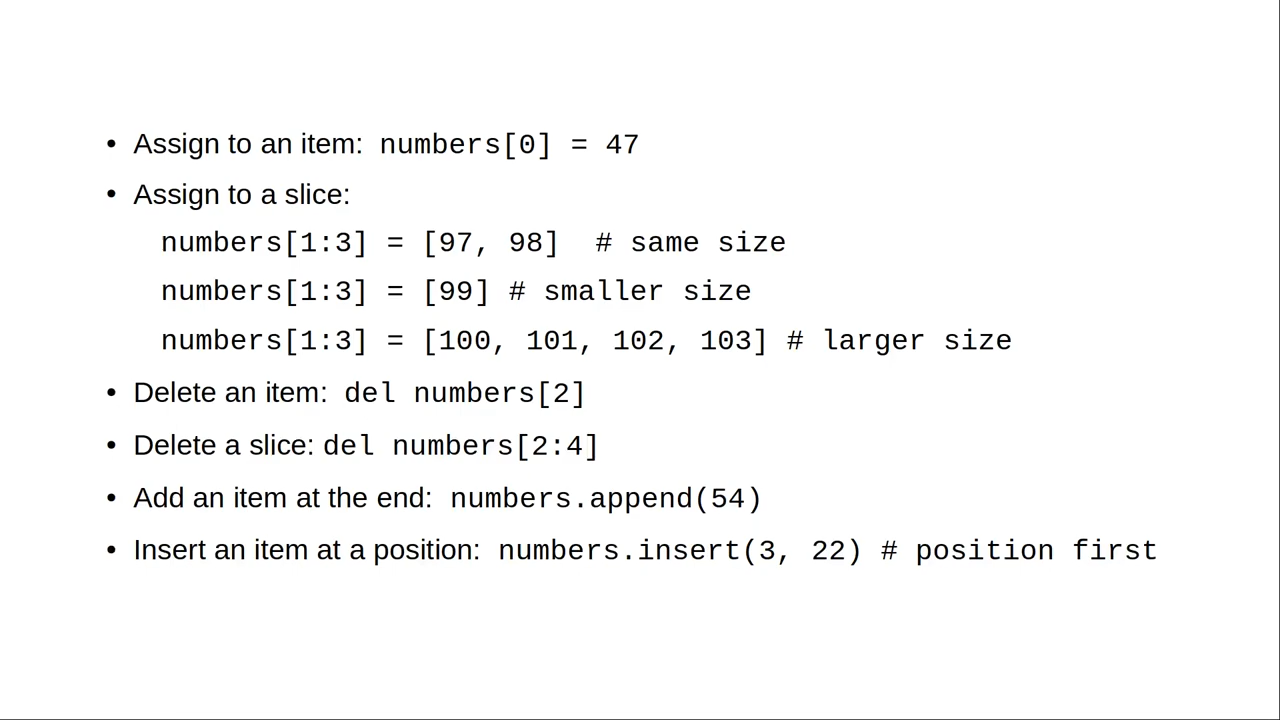 • Assign to an item: numbers[0] = 47
• Assign to a slice:
numbers[1:3] = [97, 98]  # same size
numbers[1:3] = [99] # smaller size
numbers[1:3] = [100, 101, 102, 103] # larger size
• Delete an item: del numbers[2]
• Delete a slice: del numbers[2:4]
• Add an item at the end: numbers.append(54)
• Insert an item at a position: numbers.insert(3, 22) # position first